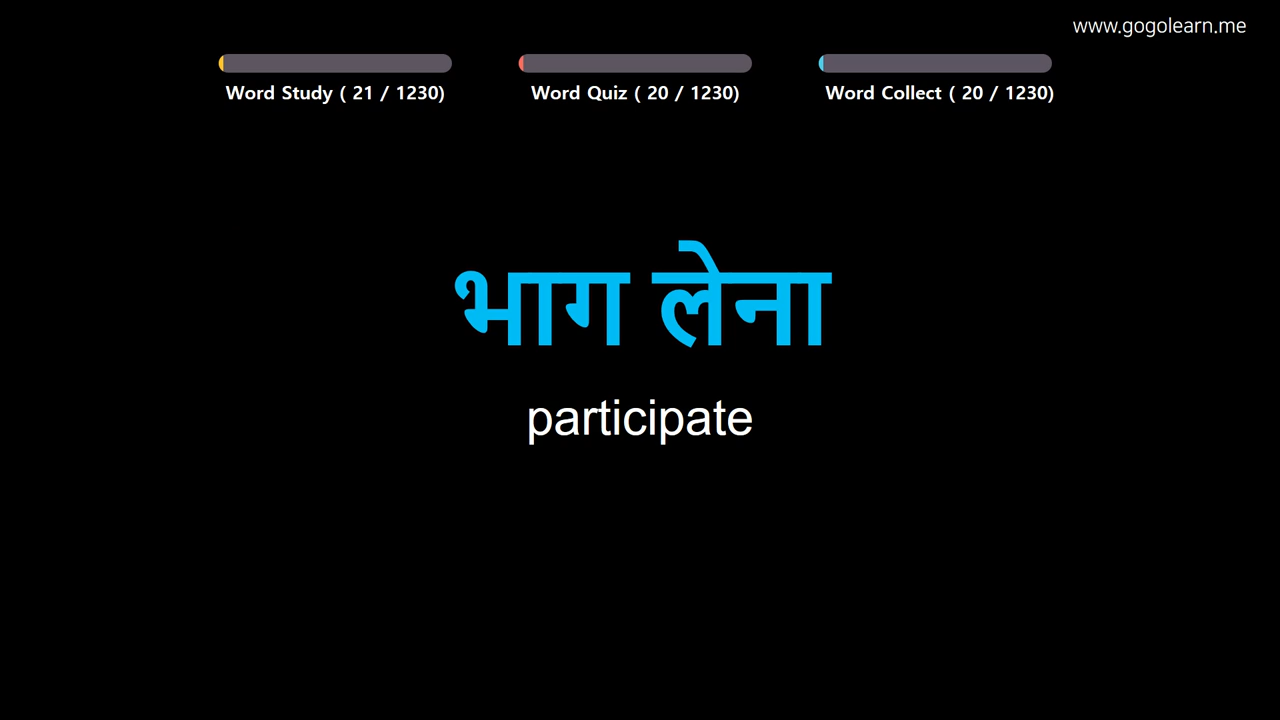 www.gogolearn.me
Word Study ( 21 / 1230)
Word Quiz ( 20 / 1230)
Word Collect ( 20 / 1230)
भाग लेना
participate